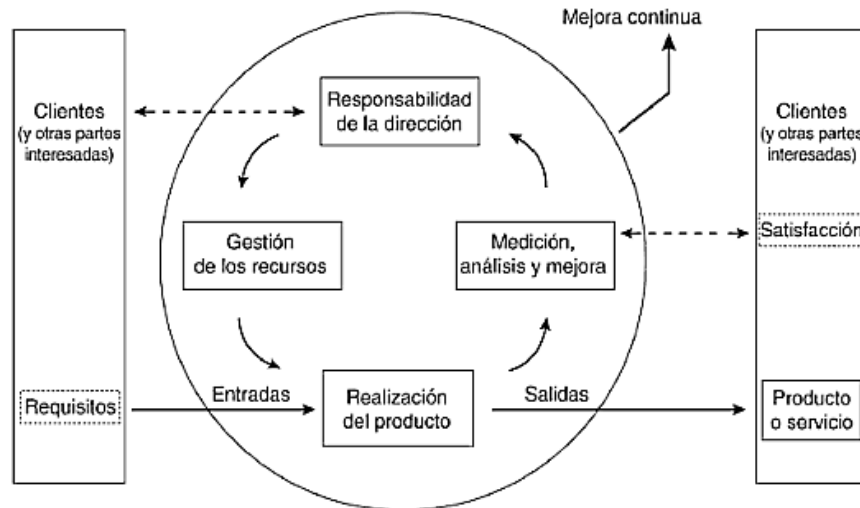 Mejora continua
Clientes
(y otras partes
interesadas)
Responsabilidad
de la dirección
Clientes
(y otras partes
interesadas)
Gestión
de los recursos
Medición,
análisis y mejora
Satisfacción
Requisitos
Entradas
Realización
del producto
Salidas
Producto
o servicio